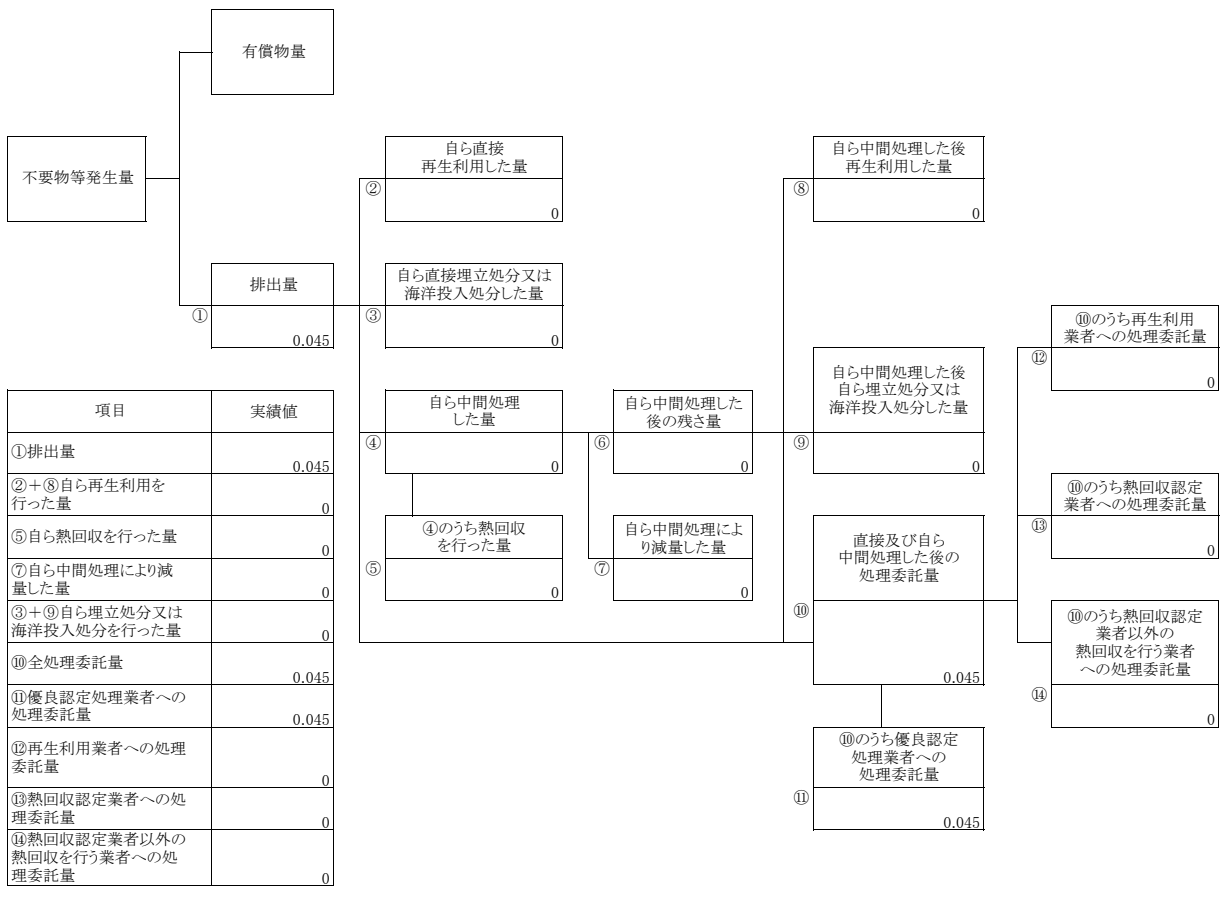 有償物量
不要物等発生量
排出量
①
0.045
自ら直接
再生利用した量
②
0
自ら直接埋立処分又は
海洋投入処分した量
③
0
自ら中間処理
した量
④
0
④のうち熱回収
を行った量
⑤
0
自ら中間処理した
後の残さ量
⑥
0
自ら中間処理によ
り減量した量
⑦
0
自ら中間処理した後
再生利用した量
⑧
0
自ら中間処理した後
自ら埋立処分又は
海洋投入処分した量
⑨
0
直接及び自ら
中間処理した後の
処理委託量
⑩
0.045
⑩のうち優良認定
処理業者への
処理委託量
⑪
0.045
⑩のうち再生利用
業者への処理委託量
⑫
0
⑩のうち熱回収認定
業者への処理委託量
⑬
0
⑩のうち熱回収認定
業者以外の
熱回収を行う業者
への処理委託量
⑭
0
項目 実績値
①排出量
0.045
②＋⑧自ら再生利用を
行った量
0
⑤自ら熱回収を行った量
0
⑦自ら中間処理により減
量した量
0
③＋⑨自ら埋立処分又は
海洋投入処分を行った量
0
⑩全処理委託量
0.045
⑪優良認定処理業者への
処理委託量
0.045
⑫再生利用業者への処理
委託量
0
⑬熱回収認定業者への処
理委託量
0
⑭熱回収認定業者以外の
熱回収を行う業者への処
理委託量
0